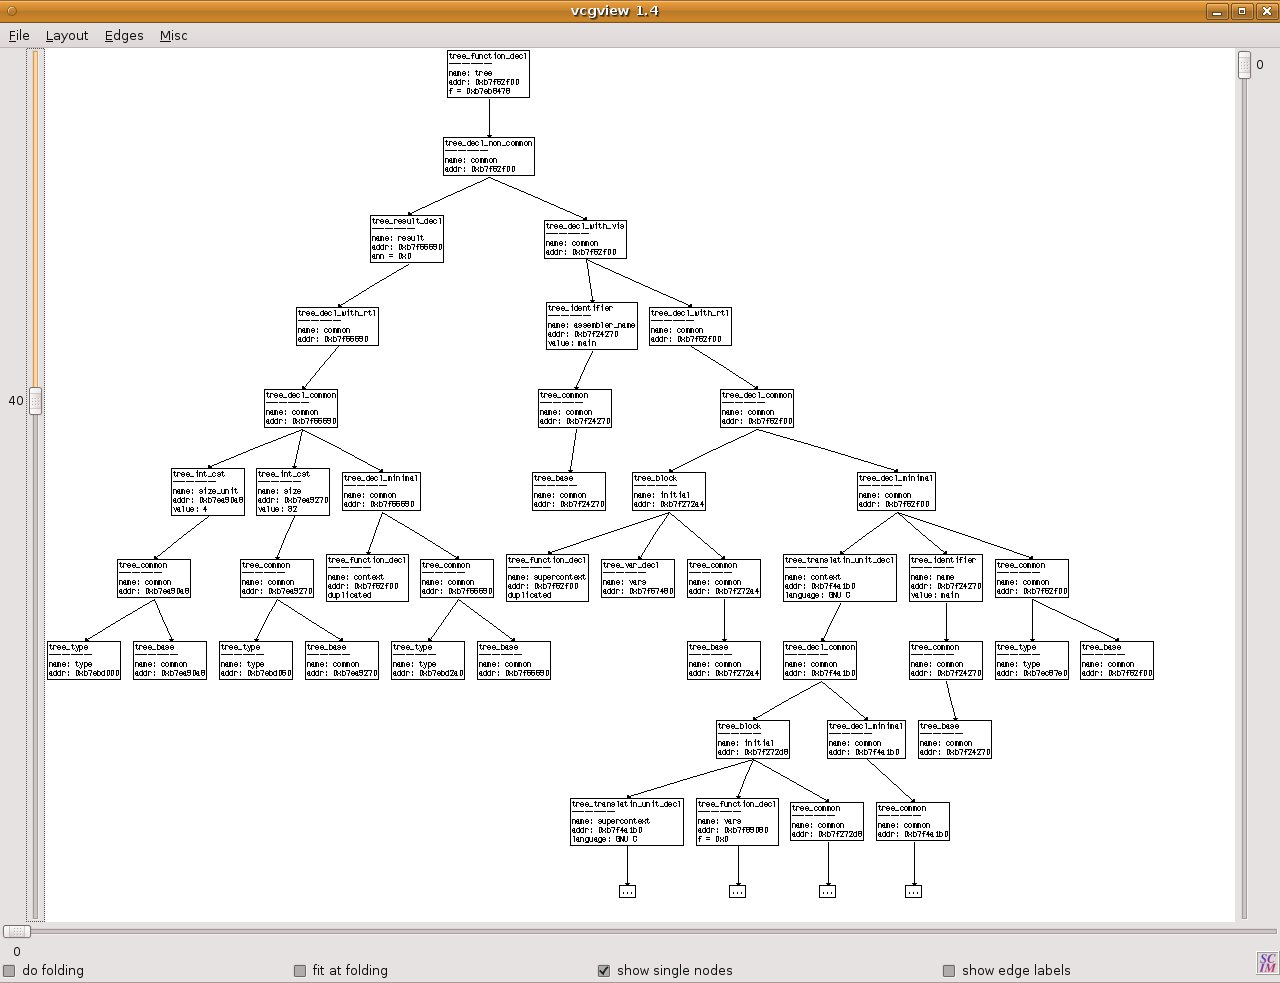 vcgview 1.4
File Layout Edges Misc
0
tree_function_decl
name: tree
addr: 0xb7f62f00
f = 0xb7eb8478
tree_decl_non_common
name: common
addr: 0xb7f62f00
tree_result_decl
name: result
addr: 0xb7f66690
ann = 0x0
tree_decl_with_vis
name: common
addr: 0xb7f62f00
tree_decl_with_rtl
name: common
addr: 0xb7f66690
tree_identifier
name: assembler_name
addr: 0xb7f24270
value: main
tree_decl_with_rtl
name: common
addr: 0xb7f62f00
40
tree_decl_common
name: common
addr: 0xb7f66690
tree_common
name: common
addr: 0xb7f24270
tree_decl_common
name: common
addr: 0xb7f62f00
tree_int_cst
name: size_unit
addr: 0xb7ea90a8
value: 4
tree_int_cst
name: size
addr: 0xb7ea9270
value: 32
tree_decl_minimal
name: common
addr: 0xb7f66690
tree_base
name: common
addr: 0xb7f24270
tree_block
name: initial
addr: 0xb7f272a4
tree_decl_minimal
name: common
addr: 0xb7f62f00
tree_common
name: common
addr: 0xb7ea90a8
tree_common
name: common
addr: 0xb7ea9270
tree_function_decl
name: context
addr: 0xb7f62f00
duplicated
tree_common
name: common
addr: 0xb7f66690
tree_function_decl
name: supercontext
addr: 0xb7f62f00
duplicated
tree_var_decl
name: vars
addr: 0xb7f67480
tree_common
name: common
addr: 0xb7f272a4
tree_translatin_unit_decl
name: context
addr: 0xb7f4a1b0
language: GNU C
tree_identifier
name: name
addr: 0xb7f24270
value: main
tree_common
name: common
addr: 0xb7f62f00
tree_type
name: type
addr: 0xb7ebd000
tree_base
name: common
addr: 0xb7ea90a8
tree_type
name: type
addr: 0xb7ebd060
tree_base
name: common
addr: 0xb7ea9270
tree_type
name: type
addr: 0xb7ebd2a0
tree_base
name: common
addr: 0xb7f66690
tree_base
name: common
addr: 0xb7f272a4
tree_decl_common
name: common
addr: 0xb7f4a1b0
tree_common
name: common
addr: 0xb7f24270
tree_type
name: type
addr: 0xb7ec87e0
tree_base
name: common
addr: 0xb7f62f00
tree_block
name: initial
addr: 0xb7f272d8
tree_decl_minimal
name: common
addr: 0xb7f4a1b0
tree_base
name: common
addr: 0xb7f24270
tree_translatin_unit_decl
name: supercontext
addr: 0xb7f4a1b0
language: GNU C
tree_function_decl
name: vars
addr: 0xb7f69080
f = 0x0
tree_common
name: common
addr: 0xb7f272d8
tree_common
name: common
addr: 0xb7f4a1b0
... ... ... ...
0
do folding fit at folding show single nodes show edge labels
SC
IM